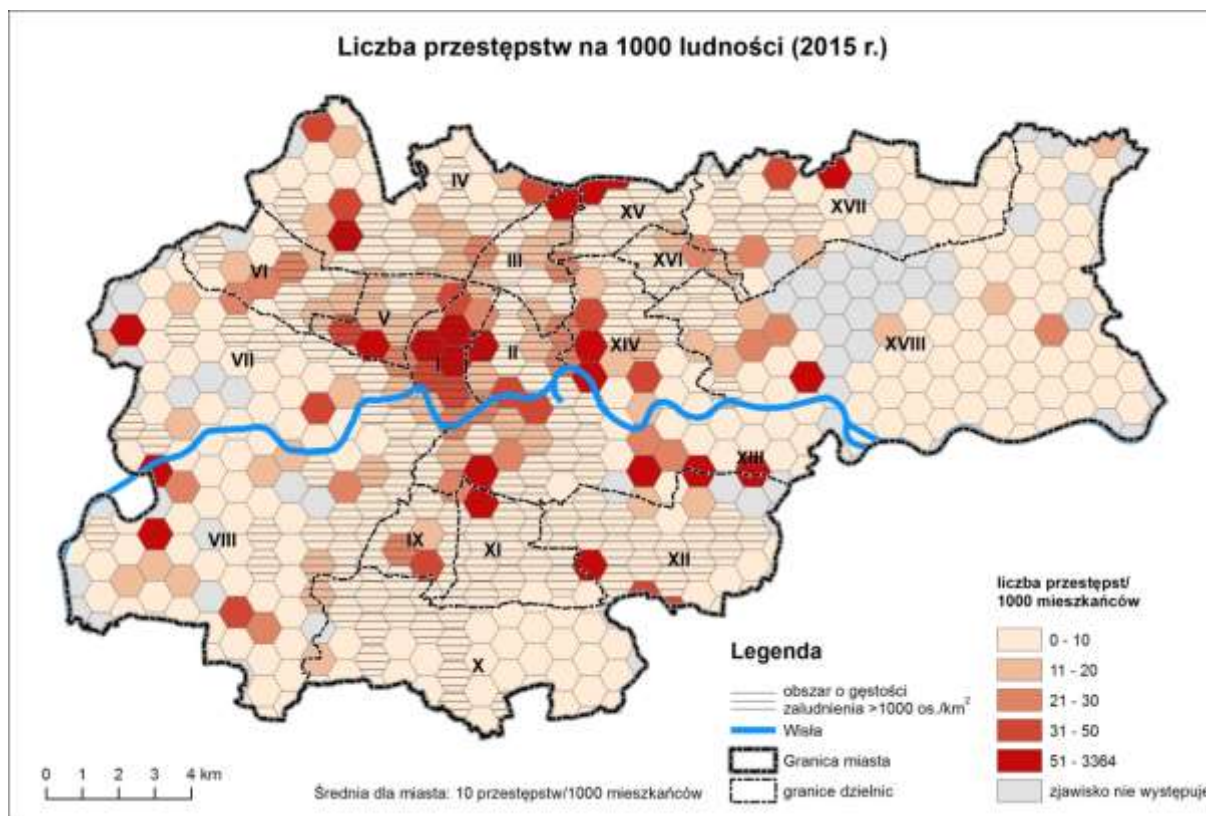 Liczba przestępstw na 1000 ludności (2015 r.)
IV
XV
XVII
III
XVI
VI
V
II
XIV
XVIII
VII
I
XIII
VIII
IX
XI
XII
X
Legenda
obszar o gęstości
zaludnienia >1000 os./km²
Wisła
Granica miasta
granice dzielnic
liczba przestępst/
1000 mieszkańców
0 - 10
11 - 20
21 - 30
31 - 50
51 - 3364
zjawisko nie występuje
0 1 2 4 km
Średnia dla miasta: 10 przestępstw/1000 mieszkańców